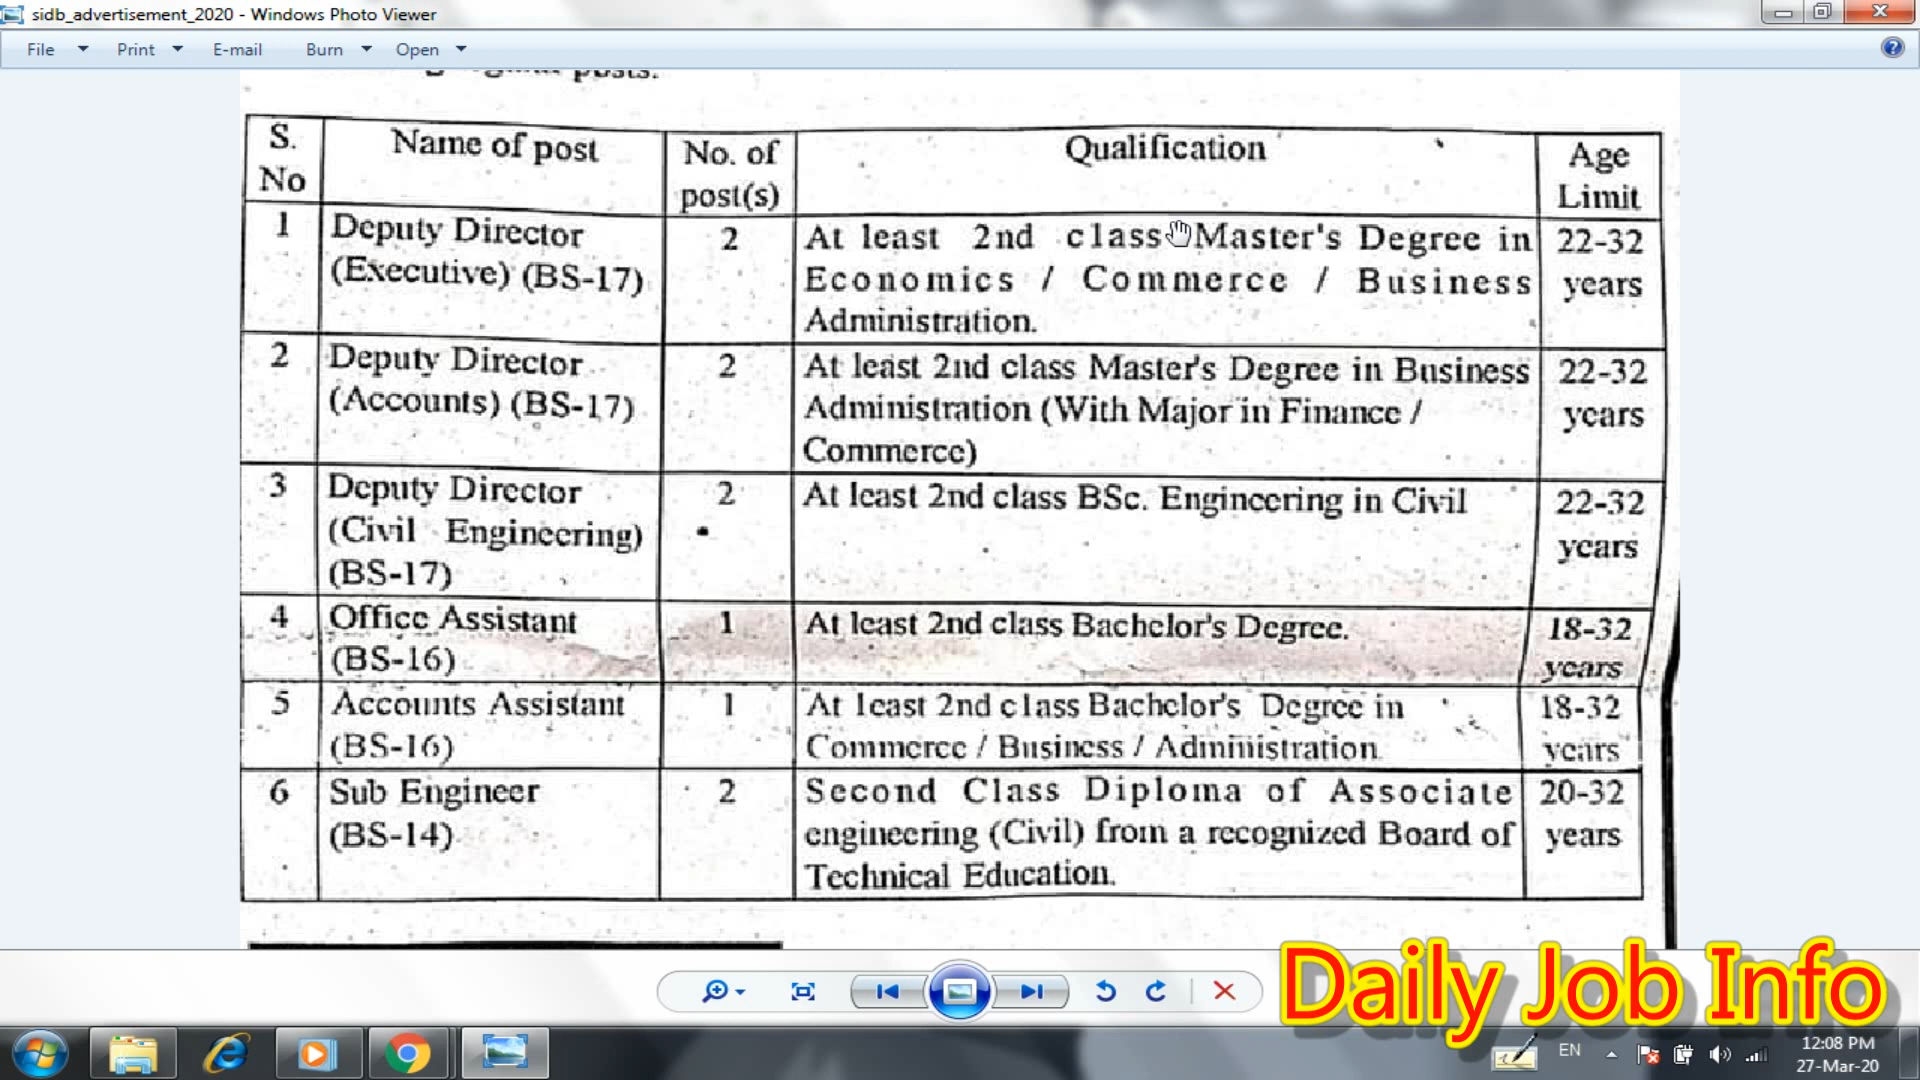 sidb_advertisement_2020 - Windows Photo Viewer
File Print E-mail Burn Open
posts.
S. No Name of post No. of post(s) Qualification Age Limit
1 Deputy Director (Executive) (BS-17) 2 At least 2nd class Master's Degree in Economics / Commerce / Business Administration. 22-32 years
2 Deputy Director (Accounts) (BS-17) 2 At least 2nd class Master's Degree in Business Administration (With Major in Finance / Commerce) 22-32 years
3 Deputy Director (Civil Engineering) (BS-17) 2 At least 2nd class BSc. Engineering in Civil 22-32 years
4 Office Assistant (BS-16) 1 At least 2nd class Bachelor's Degree. 18-32 years
5 Accounts Assistant (BS-16) 1 At least 2nd class Bachelor's Degree in Commerce / Business / Administration. 18-32 years
6 Sub Engineer (BS-14) 2 Second Class Diploma of Associate engineering (Civil) from a recognized Board of Technical Education. 20-32 years
Daily Job Info
EN
12:08 PM
27-Mar-20